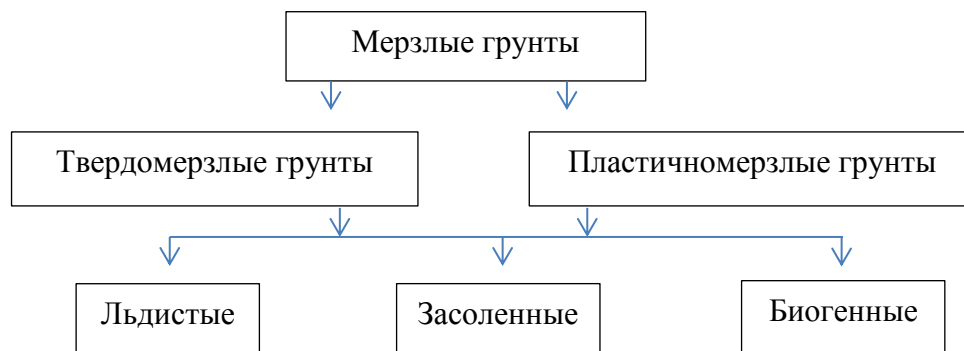 Мерзлые грунты
Твердомерзлые грунты
Пластичномерзлые грунты
Льдистые
Засоленные
Биогенные